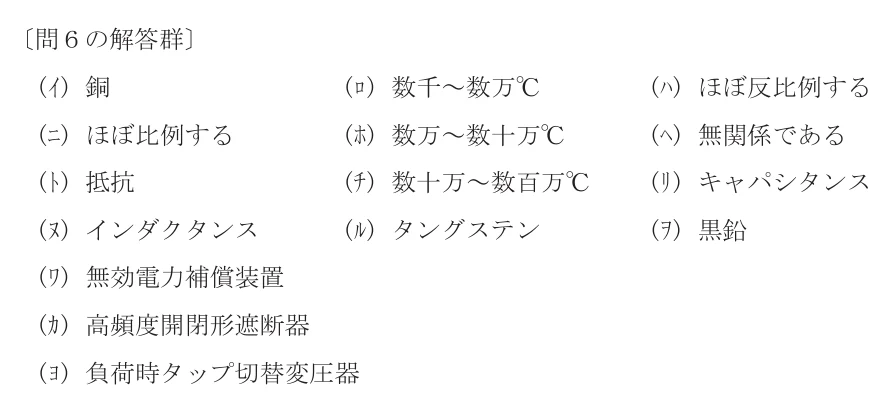 〔問６の解答群〕
(ｲ) 銅 (ﾛ) 数千～数万℃ (ﾊ) ほぼ反比例する
(ﾆ) ほぼ比例する (ﾎ) 数万～数十万℃ (ﾍ) 無関係である
(ﾄ) 抵抗 (ﾁ) 数十万～数百万℃ (ﾘ) キャパシタンス
(ﾇ) インダクタンス (ﾙ) タングステン (ｦ) 黒鉛
(ﾜ) 無効電力補償装置
(ｶ) 高頻度開閉形遮断器
(ﾖ) 負荷時タップ切替変圧器